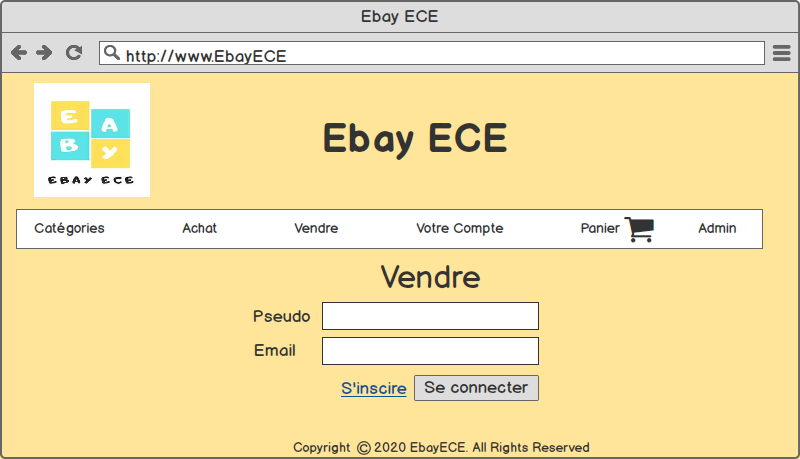 Ebay ECE
http://www.EbayECE
E A
B Y
EBAY ECE
Ebay ECE
Catégories Achat Vendre Votre Compte Panier Admin
Vendre
Pseudo
Email
S'inscire Se connecter
Copyright © 2020 EbayECE. All Rights Reserved